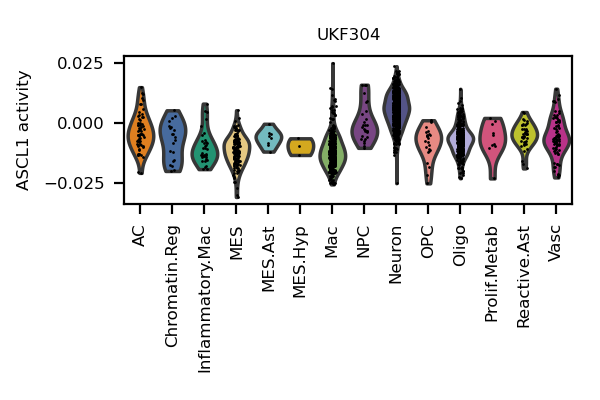 UKF304
ASCL1 activity
0.025
0.000
−0.025
AC
Chromatin.Reg
Inflammatory.Mac
MES
MES.Ast
MES.Hyp
Mac
NPC
Neuron
OPC
Oligo
Prolif.Metab
Reactive.Ast
Vasc